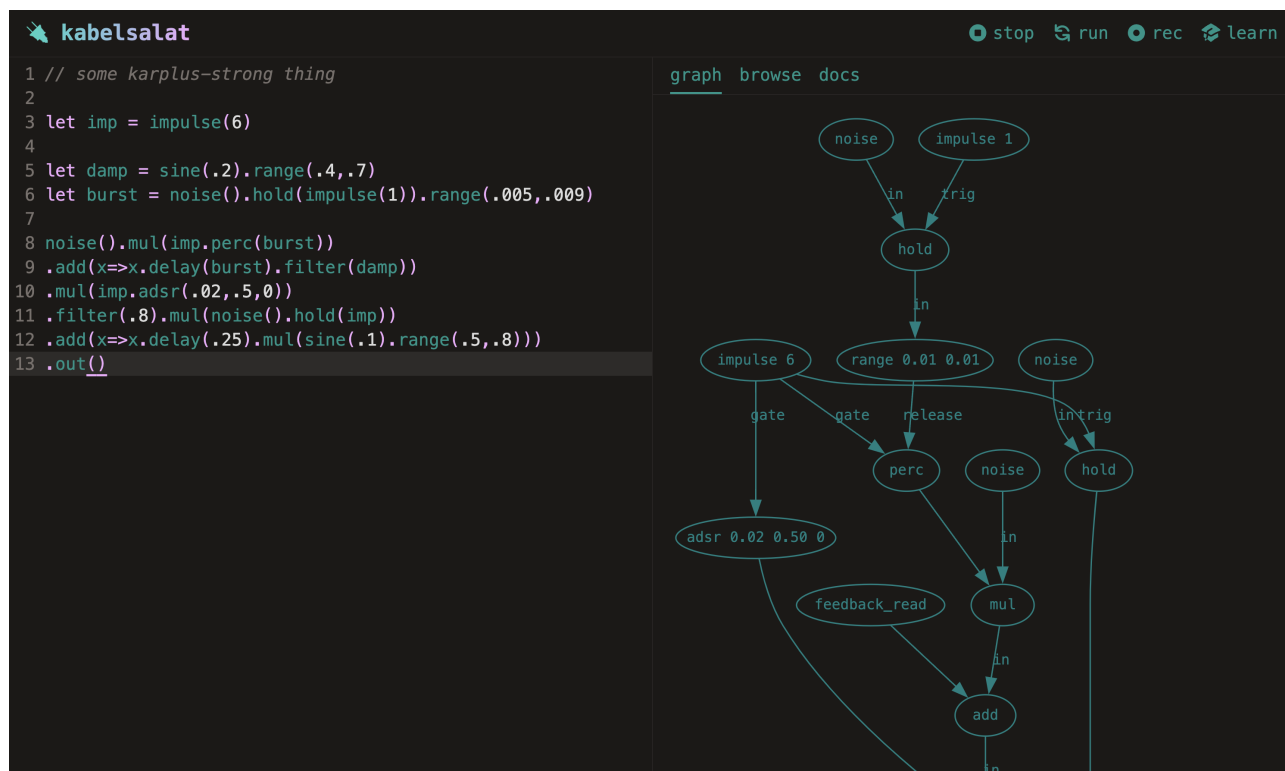 kabelsalat
stop run rec learn
1 // some karplus-strong thing
2
3 let imp = impulse(6)
4
5 let damp = sine(.2).range(.4,.7)
6 let burst = noise().hold(impulse(1)).range(.005,.009)
7
8 noise().mul(imp.perc(burst))
9 .add(x=>x.delay(burst).filter(damp))
10 .mul(imp.adsr(.02,.5,0))
11 .filter(.8).mul(noise().hold(imp))
12 .add(x=>x.delay(.25).mul(sine(.1).range(.5,.8)))
13 .out()
graph browse docs
noise impulse 1
in trig
hold
in
impulse 6 range 0.01 0.01 noise
gate gate release in trig
perc noise hold
adsr 0.02 0.50 0 in
feedback_read mul
in
add
in